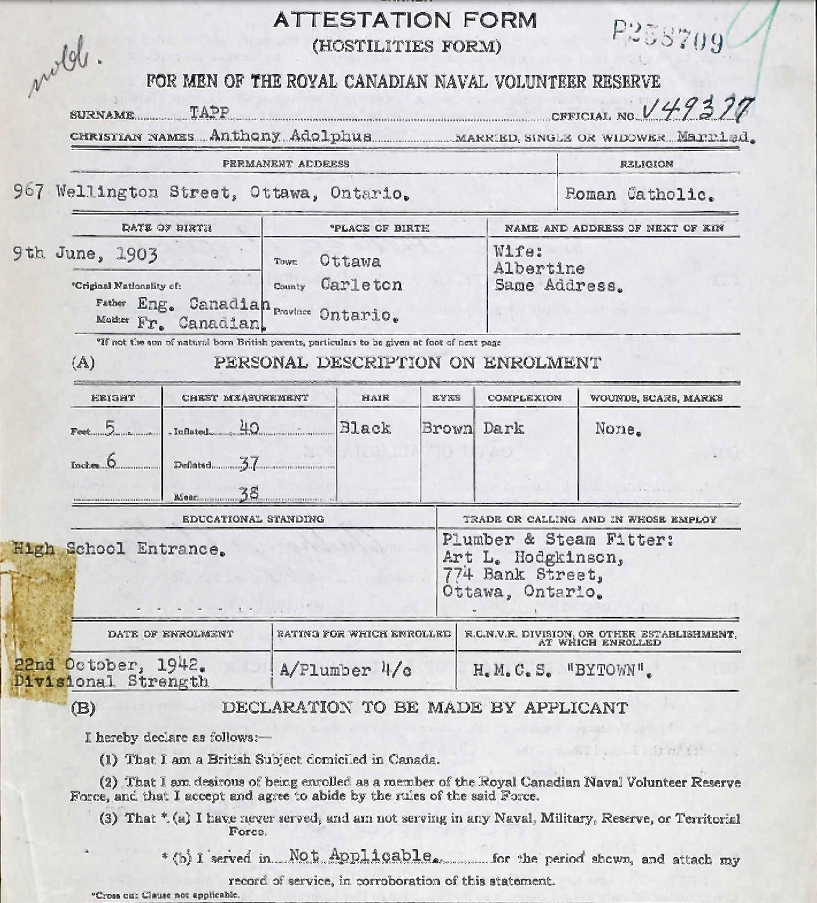 ATTESTATION FORM
P258709
(HOSTILITIES FORM)
FOR MEN OF THE ROYAL CANADIAN NAVAL VOLUNTEER RESERVE
SURNAME TAPP OFFICIAL NO. V49377
CHRISTIAN NAMES Anthony Adolphus MARRIED, SINGLE OR WIDOWER Married.
PERMANENT ADDRESS RELIGION
967 Wellington Street, Ottawa, Ontario. Roman Catholic.
DATE OF BIRTH *PLACE OF BIRTH NAME AND ADDRESS OF NEXT OF KIN
9th June, 1903 Town Ottawa Wife:
Albertine
*Original Nationality of: County Carleton Same Address.
Father Eng. Canadian
Mother Fr. Canadian. Province Ontario.
*If not the son of natural born British parents, particulars to be given at foot of next page
(A) PERSONAL DESCRIPTION ON ENROLMENT
HEIGHT CHEST MEASUREMENT HAIR EYES COMPLEXION WOUNDS, SCARS, MARKS
Feet 5 Inflated 40 Black Brown Dark None.
Inches 6 Deflated 37
Mean 38
EDUCATIONAL STANDING TRADE OR CALLING AND IN WHOSE EMPLOY
High School Entrance. Plumber & Steam Fitter:
Art L. Hodgkinson,
774 Bank Street,
Ottawa, Ontario.
DATE OF ENROLMENT RATING FOR WHICH ENROLLED R.C.N.V.R. DIVISION, OR OTHER ESTABLISHMENT, AT WHICH ENROLLED
22nd October, 1942. A/Plumber 4/c H.M.C.S. "BYTOWN".
Divisional Strength
(B) DECLARATION TO BE MADE BY APPLICANT
I hereby declare as follows:—
(1) That I am a British Subject domiciled in Canada.
(2) That I am desirous of being enrolled as a member of the Royal Canadian Naval Volunteer Reserve
Force, and that I accept and agree to abide by the rules of the said Force.
(3) That *(a) I have never served, and am not serving in any Naval, Military, Reserve, or Territorial
Force.
*(b) I served in Not Applicable. for the period shewn, and attach my
record of service, in corroboration of this statement.
*Cross out Clause not applicable.